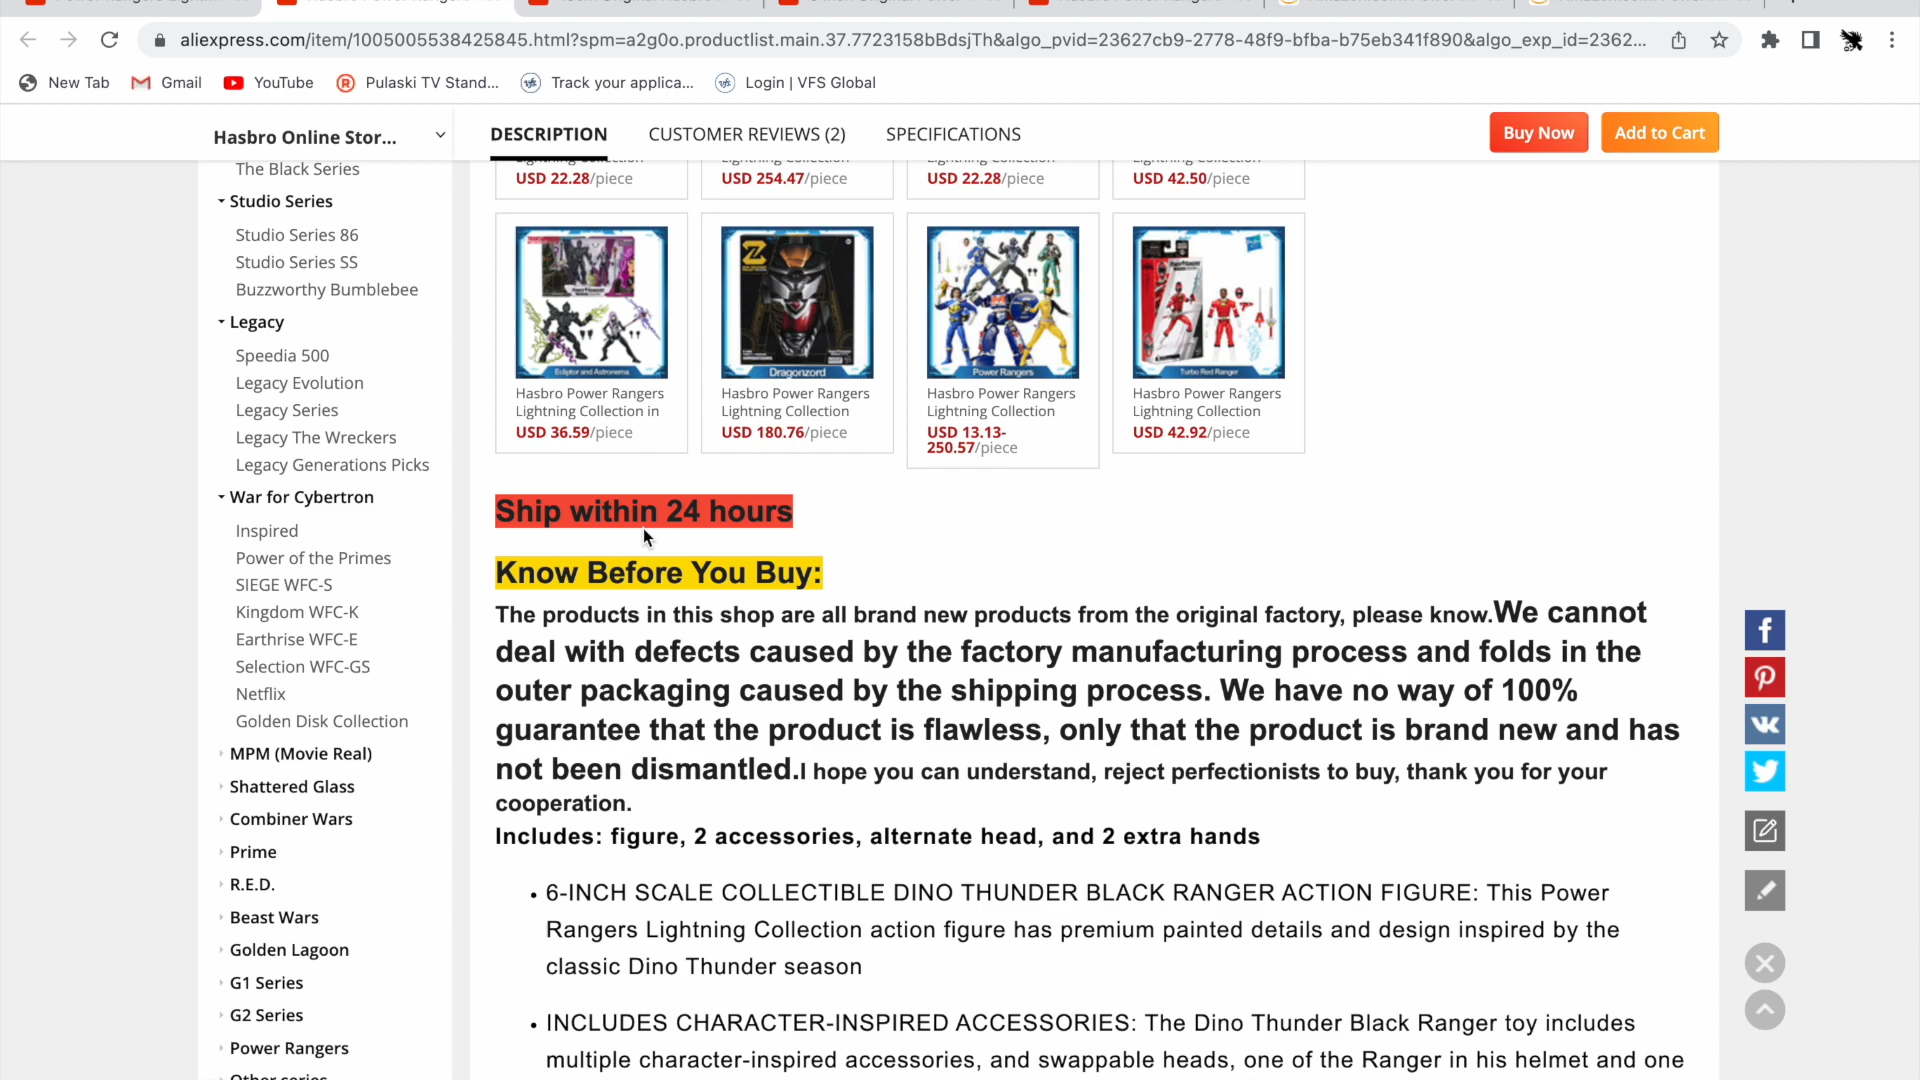 aliexpress.com/item/1005005538425845.html?spm=a2g0o.productlist.main.37.7723158bBdsjTh&algo_pvid=23627cb9-2778-48f9-bfba-b75eb341f890&algo_exp_id=2362...
New Tab
Gmail
YouTube
Pulaski TV Stand...
Track your applica...
Login | VFS Global
Hasbro Online Stor...
DESCRIPTION
CUSTOMER REVIEWS (2)
SPECIFICATIONS
Buy Now
Add to Cart
The Black Series
Studio Series
Studio Series 86
Studio Series SS
Buzzworthy Bumblebee
Legacy
Speedia 500
Legacy Evolution
Legacy Series
Legacy The Wreckers
Legacy Generations Picks
War for Cybertron
Inspired
Power of the Primes
SIEGE WFC-S
Kingdom WFC-K
Earthrise WFC-E
Selection WFC-GS
Netflix
Golden Disk Collection
MPM (Movie Real)
Shattered Glass
Combiner Wars
Prime
R.E.D.
Beast Wars
Golden Lagoon
G1 Series
G2 Series
Power Rangers
Other series
Lightning Collection
USD 22.28/piece
Lightning Collection
USD 254.47/piece
Lightning Collection
USD 22.28/piece
Lightning Collection
USD 42.50/piece
Ecliptor and Astronema
Hasbro Power Rangers
Lightning Collection in
USD 36.59/piece
Dragonzord
Hasbro Power Rangers
Lightning Collection
USD 180.76/piece
Power Rangers
Hasbro Power Rangers
Lightning Collection
USD 13.13-
250.57/piece
Turbo Red Ranger
Hasbro Power Rangers
Lightning Collection
USD 42.92/piece
Ship within 24 hours
Know Before You Buy:
The products in this shop are all brand new products from the original factory, please know.We cannot
deal with defects caused by the factory manufacturing process and folds in the
outer packaging caused by the shipping process. We have no way of 100%
guarantee that the product is flawless, only that the product is brand new and has
not been dismantled.I hope you can understand, reject perfectionists to buy, thank you for your
cooperation.
Includes: figure, 2 accessories, alternate head, and 2 extra hands
• 6-INCH SCALE COLLECTIBLE DINO THUNDER BLACK RANGER ACTION FIGURE: This Power
Rangers Lightning Collection action figure has premium painted details and design inspired by the
classic Dino Thunder season
• INCLUDES CHARACTER-INSPIRED ACCESSORIES: The Dino Thunder Black Ranger toy includes
multiple character-inspired accessories, and swappable heads, one of the Ranger in his helmet and one